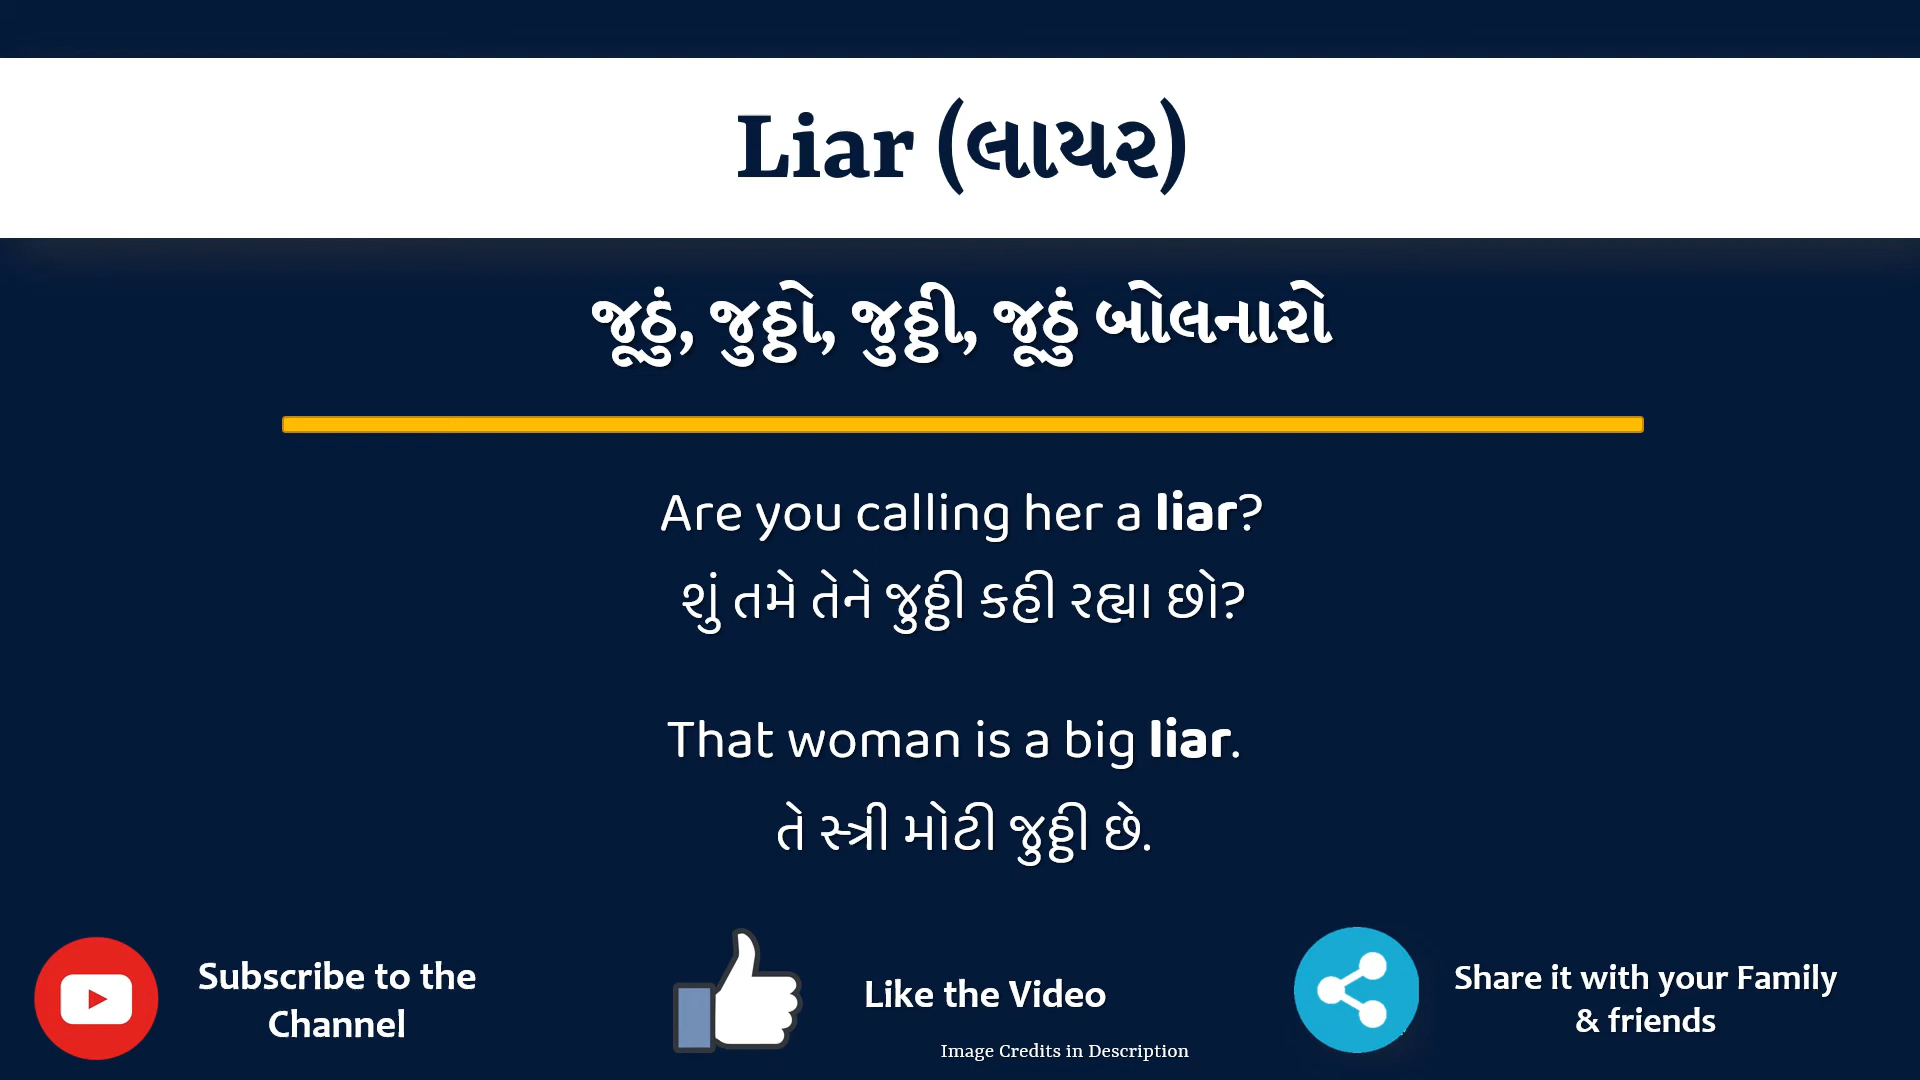 Liar (લાયર)
જૂઠું, જુઠ્ઠો, જુઠ્ઠી, જૂઠું બોલનારો
Are you calling her a liar?
શું તમે તેને જુઠ્ઠી કહી રહ્યા છો?
That woman is a big liar.
તે સ્ત્રી મોટી જુઠ્ઠી છે.
Subscribe to the
Channel
Like the Video
Share it with your Family
& friends
Image Credits in Description